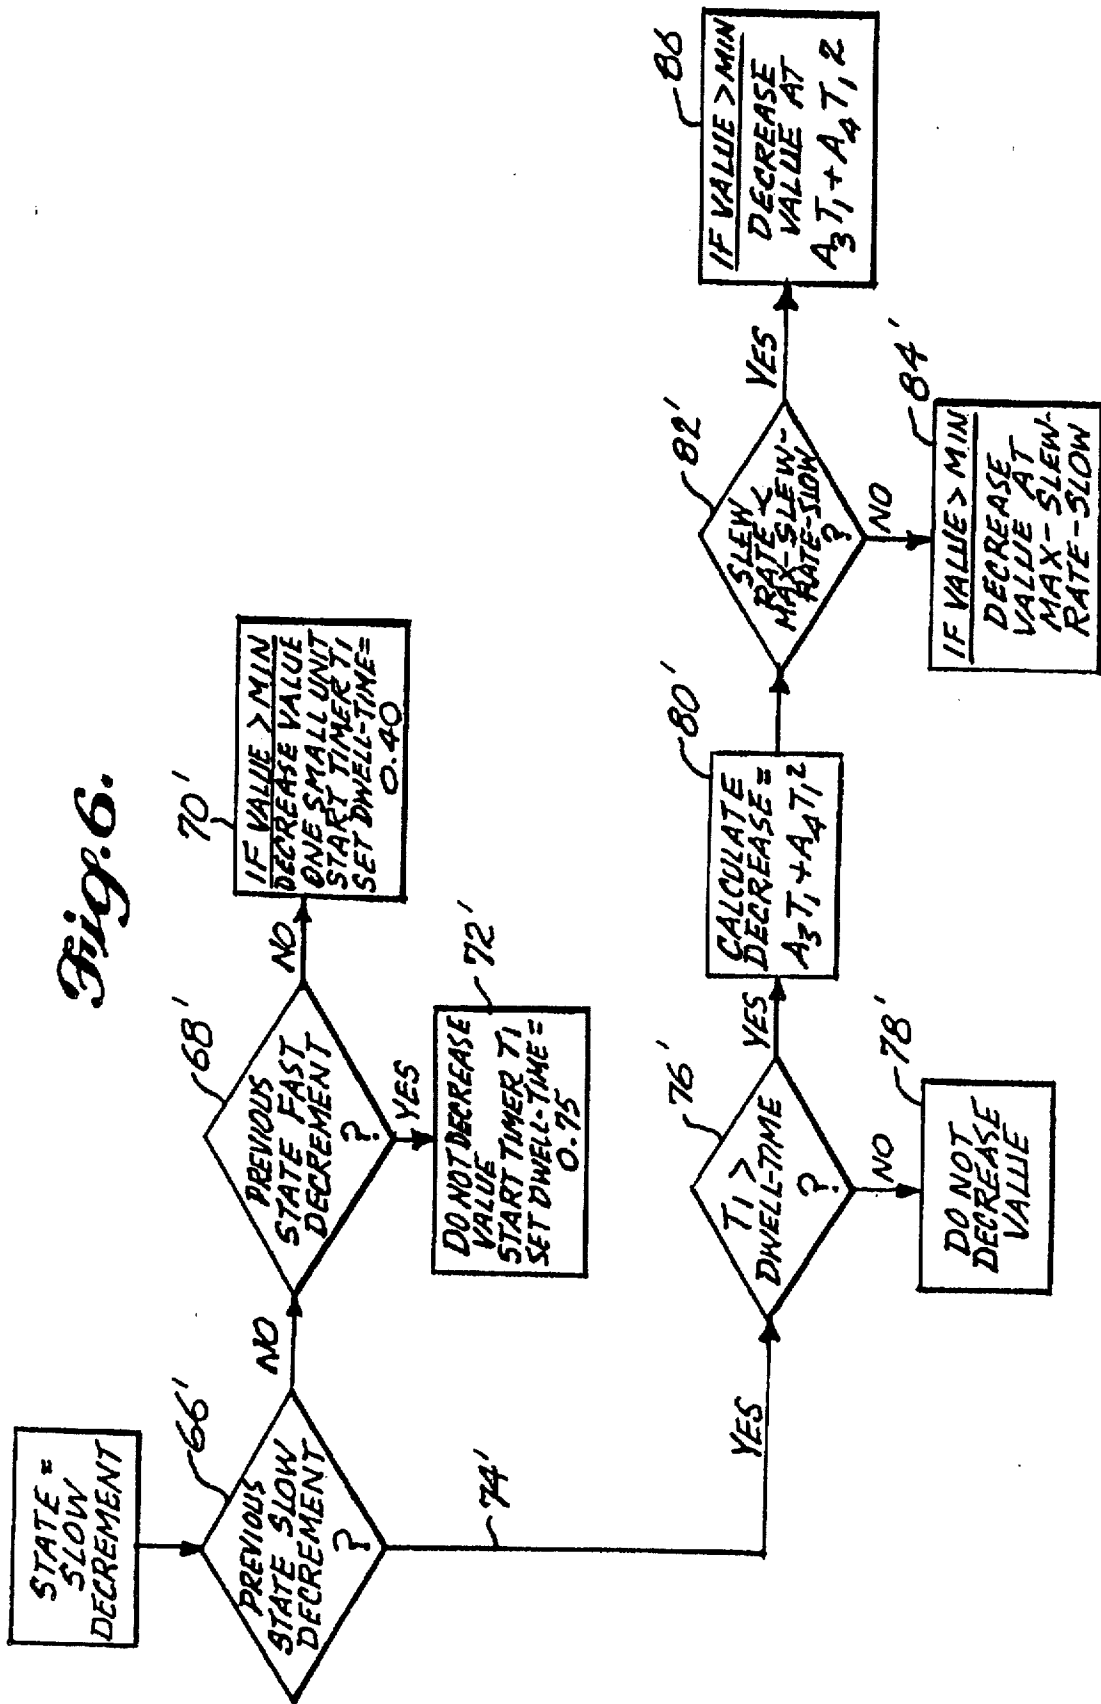 Fig. 6.
STATE =
SLOW
DECREMENT
66'
PREVIOUS
STATE SLOW
DECREMENT
?
NO
68'
PREVIOUS
STATE FAST
DECREMENT
?
NO
70'
IF VALUE > MIN
DECREASE VALUE
ONE SMALL UNIT
START TIMER T1
SET DWELL-TIME=
0.40
YES
72'
DO NOT DECREASE
VALUE
START TIMER T1
SET DWELL-TIME=
0.75
74'
YES
76'
T1 >
DWELL-TIME
?
NO
78'
DO NOT
DECREASE
VALUE
YES
80'
CALCULATE
DECREASE=
A3T1+A4T1²
82'
SLEW
RATE <
MAX-SLEW-
RATE-SLOW
?
NO
84'
IF VALUE > MIN
DECREASE
VALUE AT
MAX-SLEW-
RATE-SLOW
YES
86
IF VALUE > MIN
DECREASE
VALUE AT
A3T1+A4T12